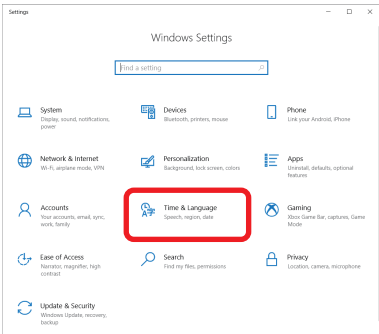 Settings
Windows Settings
Find a setting
System
Display, sound, notifications,
power
Devices
Bluetooth, printers, mouse
Phone
Link your Android, iPhone
Network & Internet
Wi-Fi, airplane mode, VPN
Personalization
Background, lock screen, colors
Apps
Uninstall, defaults, optional
features
Accounts
Your accounts, email, sync,
work, family
Time & Language
Speech, region, date
Gaming
Xbox Game Bar, captures, Game
Mode
Ease of Access
Narrator, magnifier, high
contrast
Search
Find my files, permissions
Privacy
Location, camera, microphone
Update & Security
Windows Update, recovery,
backup